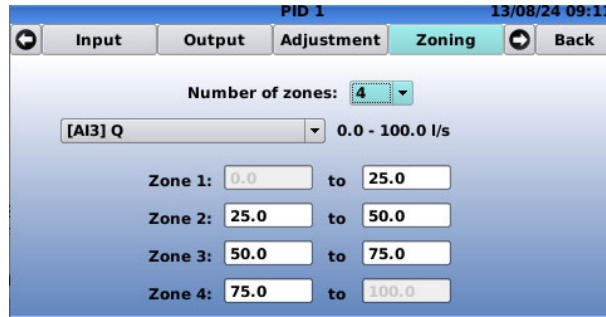 PID 1 13/08/24 09:11
Input Output Adjustment Zoning Back
Number of zones: 4
[AI3] Q 0.0 - 100.0 l/s
Zone 1: 0.0 to 25.0
Zone 2: 25.0 to 50.0
Zone 3: 50.0 to 75.0
Zone 4: 75.0 to 100.0